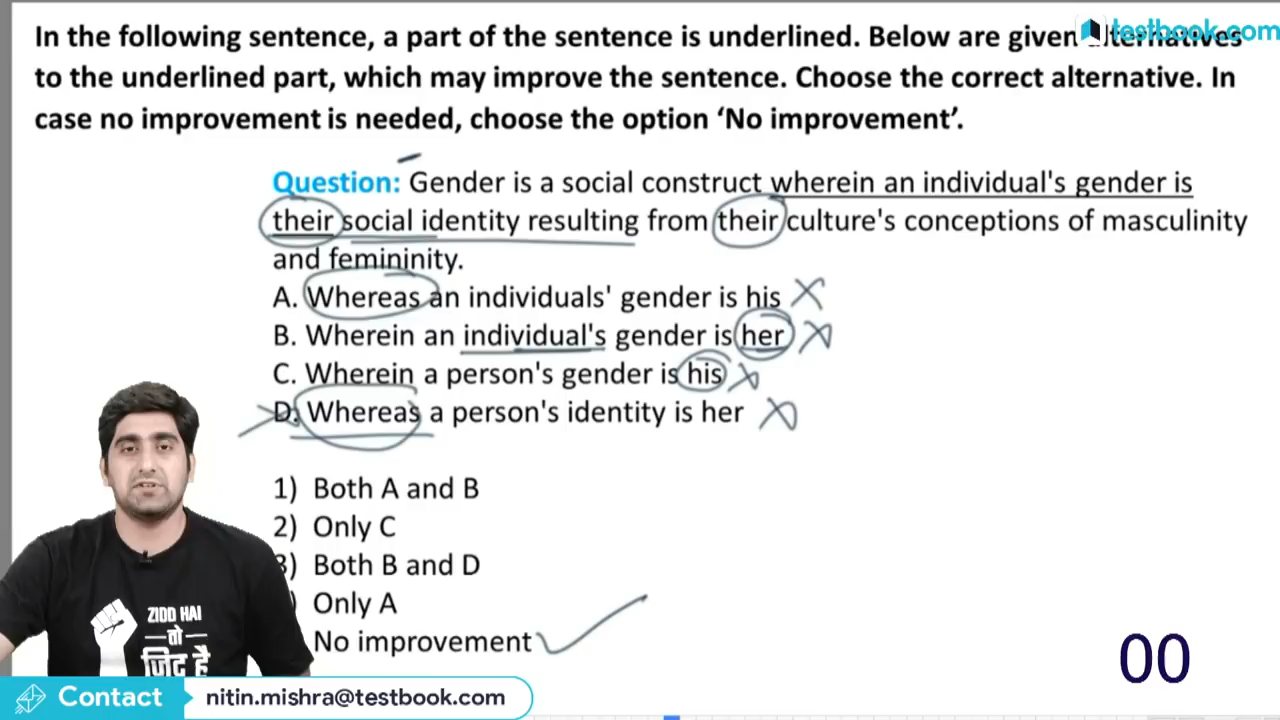 In the following sentence, a part of the sentence is underlined. Below are given alternatives
testbook.com
to the underlined part, which may improve the sentence. Choose the correct alternative. In
case no improvement is needed, choose the option ‘No improvement’.
Question: Gender is a social construct wherein an individual's gender is
their social identity resulting from their culture's conceptions of masculinity
and femininity.
A. Whereas an individuals' gender is his
B. Wherein an individual's gender is her
C. Wherein a person's gender is his
D. Whereas a person's identity is her
1) Both A and B
2) Only C
3) Both B and D
) Only A
No improvement
ZIDD HAI
तो
ज़िद है
00
Contact nitin.mishra@testbook.com